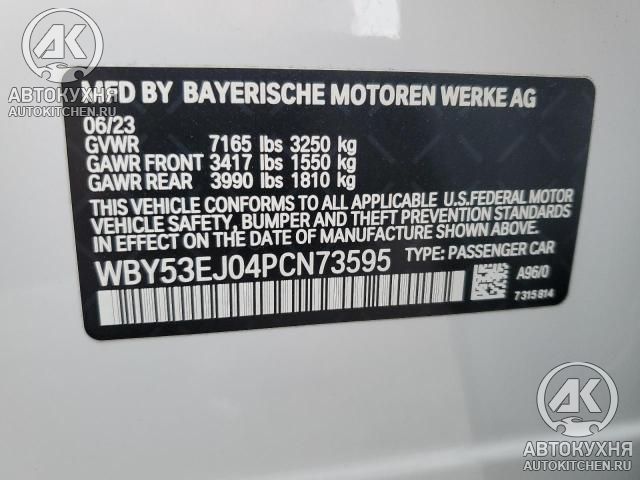 AK
АВТОКУХНЯ
AUTOKITCHEN.RU
MFD BY BAYERISCHE MOTOREN WERKE AG
06/23
GVWR 7165 lbs 3250 kg
GAWR FRONT 3417 lbs 1550 kg
GAWR REAR 3990 lbs 1810 kg
THIS VEHICLE CONFORMS TO ALL APPLICABLE U.S.FEDERAL MOTOR
VEHICLE SAFETY, BUMPER AND THEFT PREVENTION STANDARDS
IN EFFECT ON THE DATE OF MANUFACTURE SHOWN ABOVE.
WBY53EJ04PCN73595 TYPE: PASSENGER CAR
A96/0
7315814
AK
АВТОКУХНЯ
AUTOKITCHEN.RU